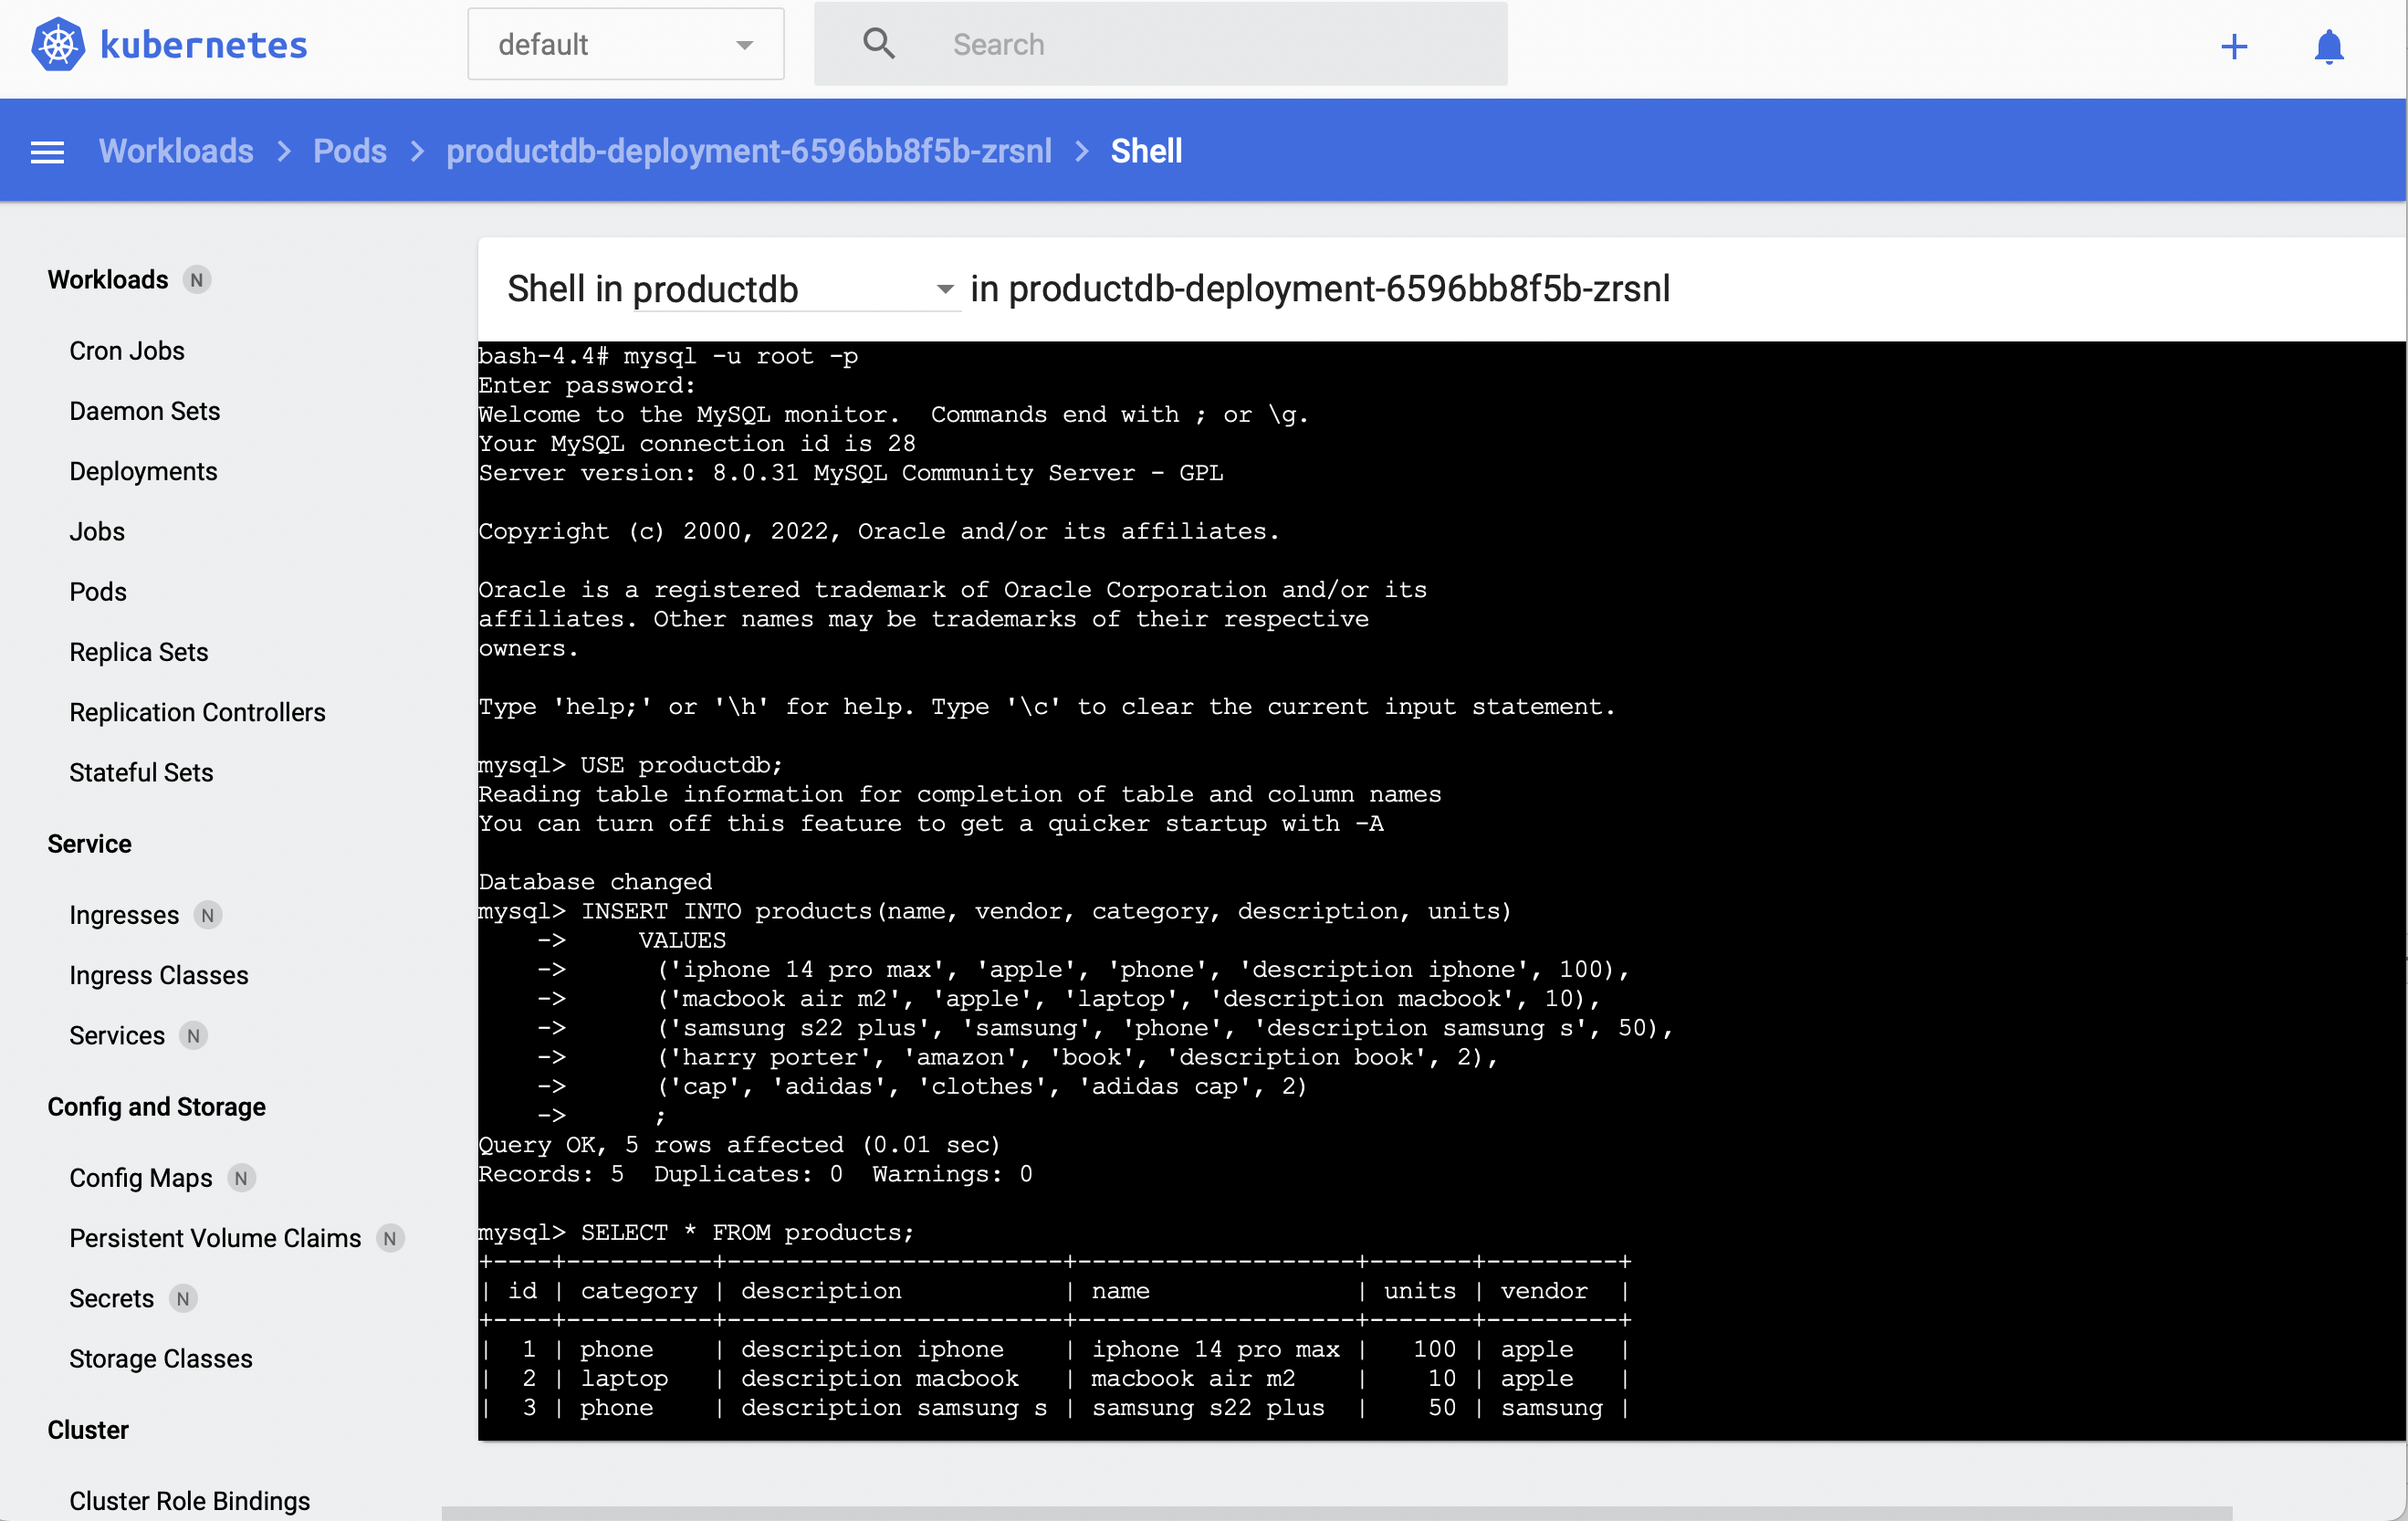 kubernetes
default
Search
Workloads > Pods > productdb-deployment-6596bb8f5b-zrsnl > Shell
Workloads N
Cron Jobs
Daemon Sets
Deployments
Jobs
Pods
Replica Sets
Replication Controllers
Stateful Sets
Service
Ingresses N
Ingress Classes
Services N
Config and Storage
Config Maps N
Persistent Volume Claims N
Secrets N
Storage Classes
Cluster
Cluster Role Bindings
Shell in productdb in productdb-deployment-6596bb8f5b-zrsnl
bash-4.4# mysql -u root -p
Enter password:
Welcome to the MySQL monitor.  Commands end with ; or \g.
Your MySQL connection id is 28
Server version: 8.0.31 MySQL Community Server - GPL
Copyright (c) 2000, 2022, Oracle and/or its affiliates.
Oracle is a registered trademark of Oracle Corporation and/or its
affiliates. Other names may be trademarks of their respective
owners.
Type 'help;' or '\h' for help. Type '\c' to clear the current input statement.
mysql> USE productdb;
Reading table information for completion of table and column names
You can turn off this feature to get a quicker startup with -A
Database changed
mysql> INSERT INTO products(name, vendor, category, description, units)
    ->     VALUES
    ->      ('iphone 14 pro max', 'apple', 'phone', 'description iphone', 100),
    ->      ('macbook air m2', 'apple', 'laptop', 'description macbook', 10),
    ->      ('samsung s22 plus', 'samsung', 'phone', 'description samsung s', 50),
    ->      ('harry porter', 'amazon', 'book', 'description book', 2),
    ->      ('cap', 'adidas', 'clothes', 'adidas cap', 2)
    ->      ;
Query OK, 5 rows affected (0.01 sec)
Records: 5  Duplicates: 0  Warnings: 0
mysql> SELECT * FROM products;
+----+----------+-----------------------+-------------------+-------+---------+
| id | category | description           | name              | units | vendor  |
+----+----------+-----------------------+-------------------+-------+---------+
|  1 | phone    | description iphone    | iphone 14 pro max |   100 | apple   |
|  2 | laptop   | description macbook   | macbook air m2    |    10 | apple   |
|  3 | phone    | description samsung s | samsung s22 plus  |    50 | samsung |